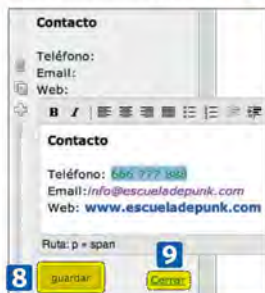 Contacto
Teléfono:
Email:
Web:
B I
Contacto
Teléfono: 666 777 888
Email:info@escueladepunk.com
Web: www.escueladepunk.com
Ruta: p » span
8 guardar
9 Cerrar